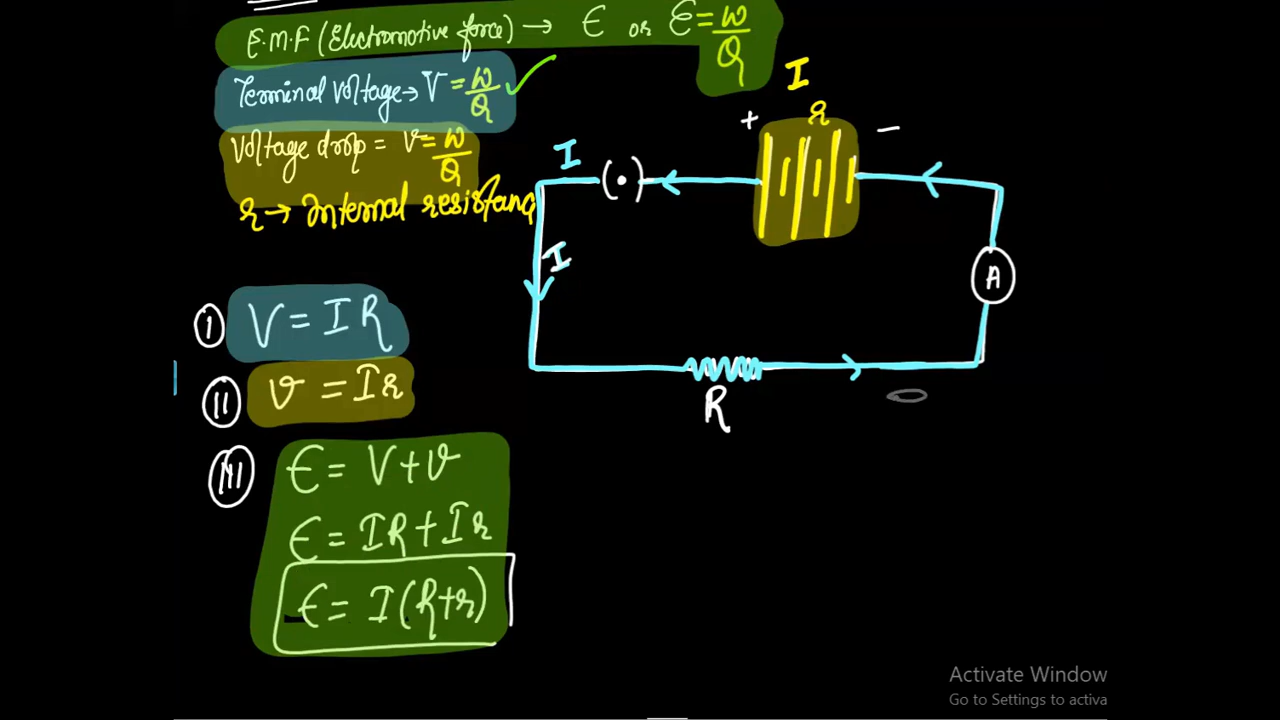 E.M.F (Electromotive force) → Ɛ or Ɛ = w/Q
Terminal Voltage → V = w/Q ✓
Voltage drop = v = w/Q
r → Internal resistanc
I
r
+
−
I
(•)
I
A
R
I V = IR
II v = Ir
III Ɛ = V + v
Ɛ = IR + Ir
Ɛ = I(R+r)
Activate Window
Go to Settings to activa